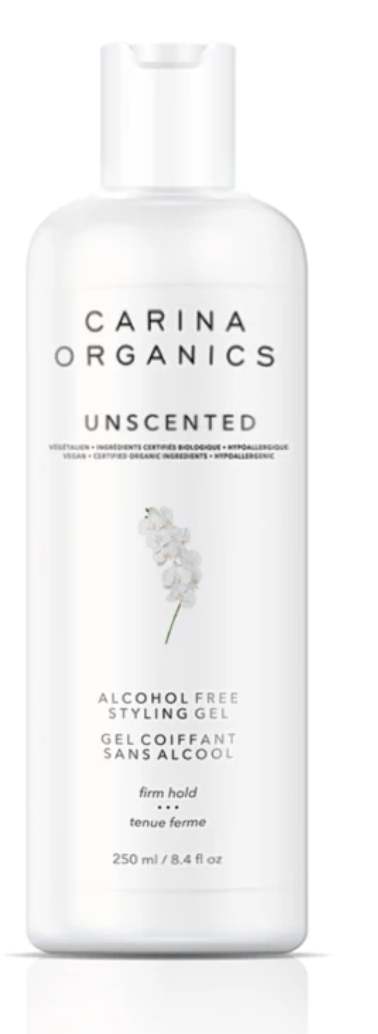 CARINA
ORGANICS
UNSCENTED
VÉGÉTALIEN • INGRÉDIENTS CERTIFIÉS BIOLOGIQUE • HYPOALLERGIQUE
VEGAN • CERTIFIED ORGANIC INGREDIENTS • HYPOALLERGENIC
ALCOHOL FREE
STYLING GEL
GEL COIFFANT
SANS ALCOOL
firm hold
•••
tenue ferme
250 ml / 8.4 fl oz